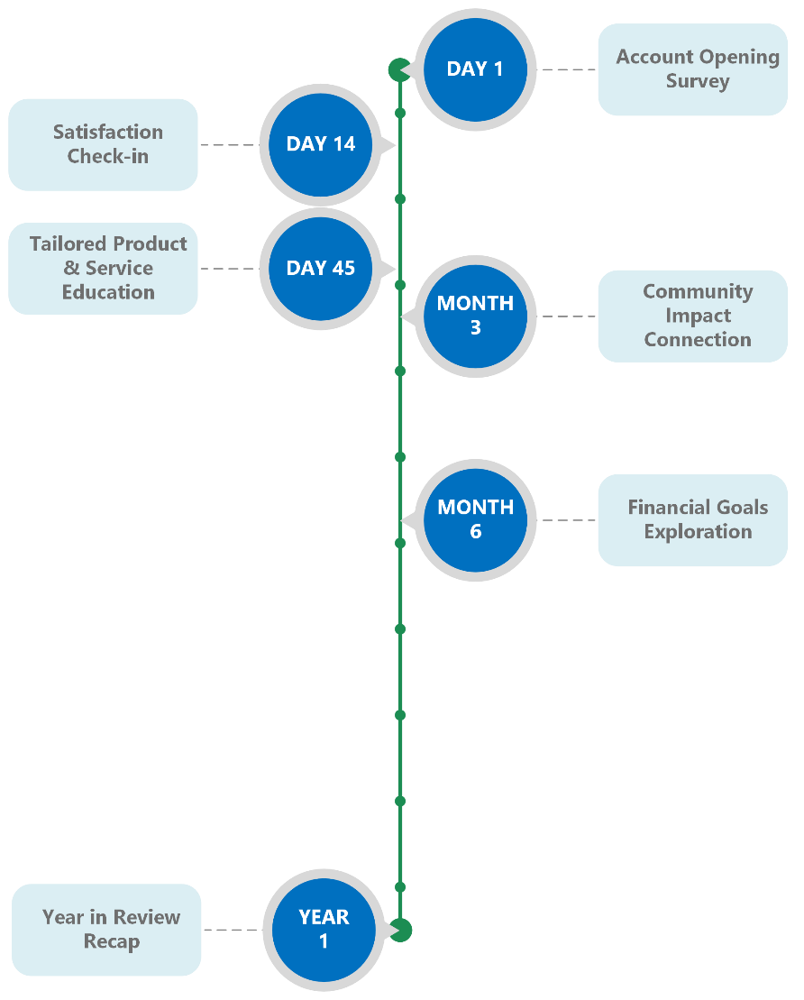 DAY 1
Account Opening
Survey
Satisfaction
Check-in
DAY 14
Tailored Product
& Service
Education
DAY 45
MONTH
3
Community
Impact
Connection
MONTH
6
Financial Goals
Exploration
Year in Review
Recap
YEAR
1